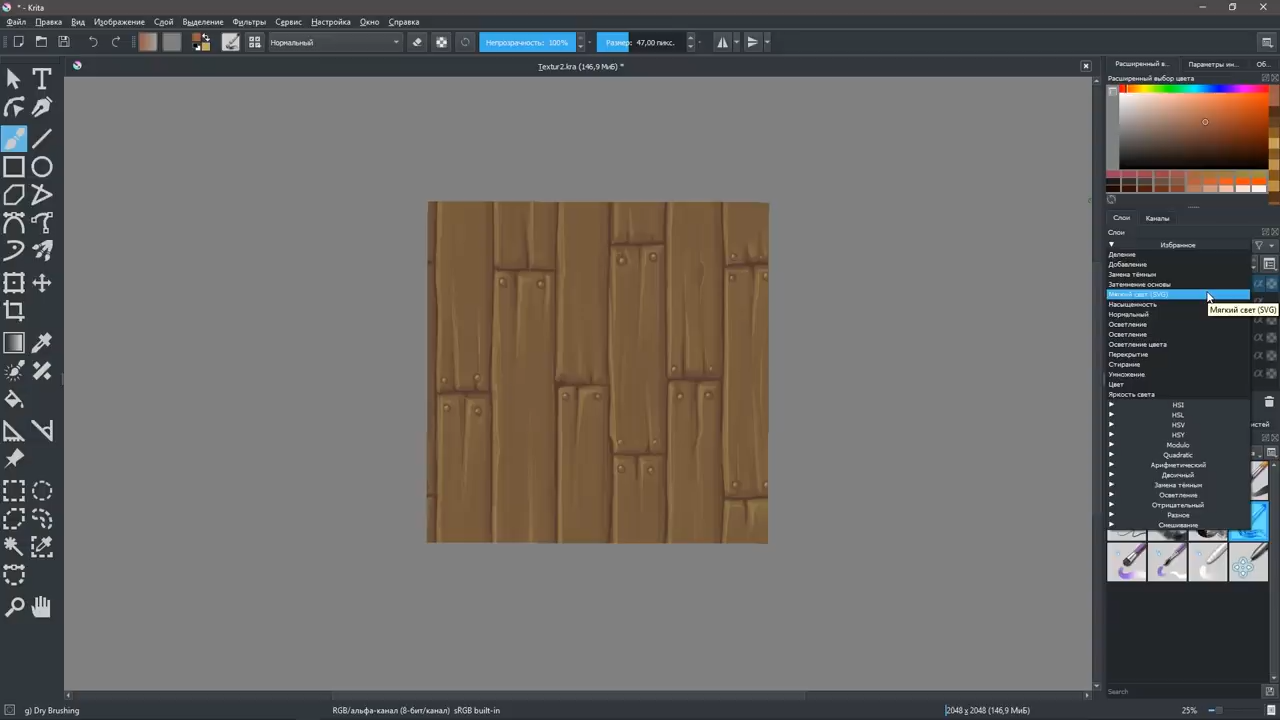 * - Krita
Файл Правка Вид Изображение Слой Выделение Фильтры Сервис Настройка Окно Справка
Нормальный
Непрозрачность: 100%
Размер: 47,00 пикс.
Textur2.kra (146,9 МиБ) *
Расширенный в... Параметры ин... Об...
Расширенный выбор цвета
Слои Каналы
Слои
Избранное
Деление
Добавление
Замена тёмным
Затемнение основы
Мягкий свет (SVG)
Мягкий свет (SVG)
Насыщенность
Нормальный
Осветление
Осветление
Осветление цвета
Перекрытие
Стирание
Умножение
Цвет
Яркость света
HSI
HSL
HSV
HSY
Modulo
Quadratic
Арифметический
Двоичный
Замена тёмным
Осветление
Отрицательный
Разное
Смешивание
Search
g) Dry Brushing
RGB/альфа-канал (8-бит/канал) sRGB built-in
2048 x 2048 (146,9 МиБ)
25%